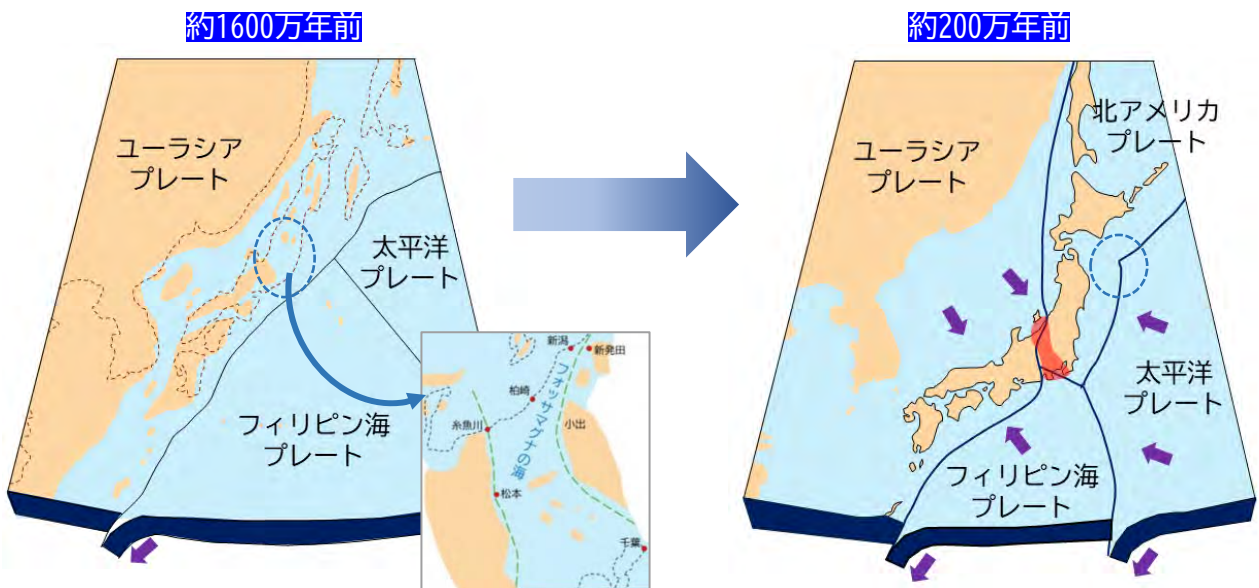 約1600万年前
ユーラシア
プレート
太平洋
プレート
フィリピン海
プレート
新潟
新発田
柏崎
糸魚川
小出
フォッサマグナの海
松本
千葉
約200万年前
北アメリカ
プレート
ユーラシア
プレート
太平洋
プレート
フィリピン海
プレート